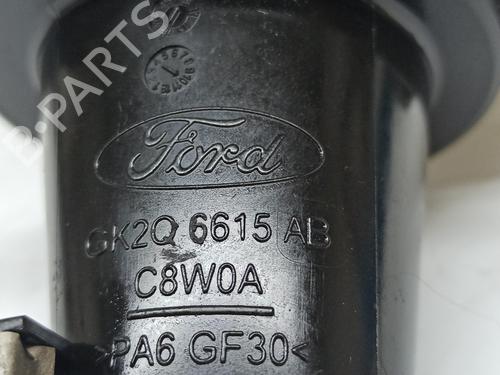 B-PARTS
Ford
GK2Q 6615 AB
C8W0A
>PA6 GF30<